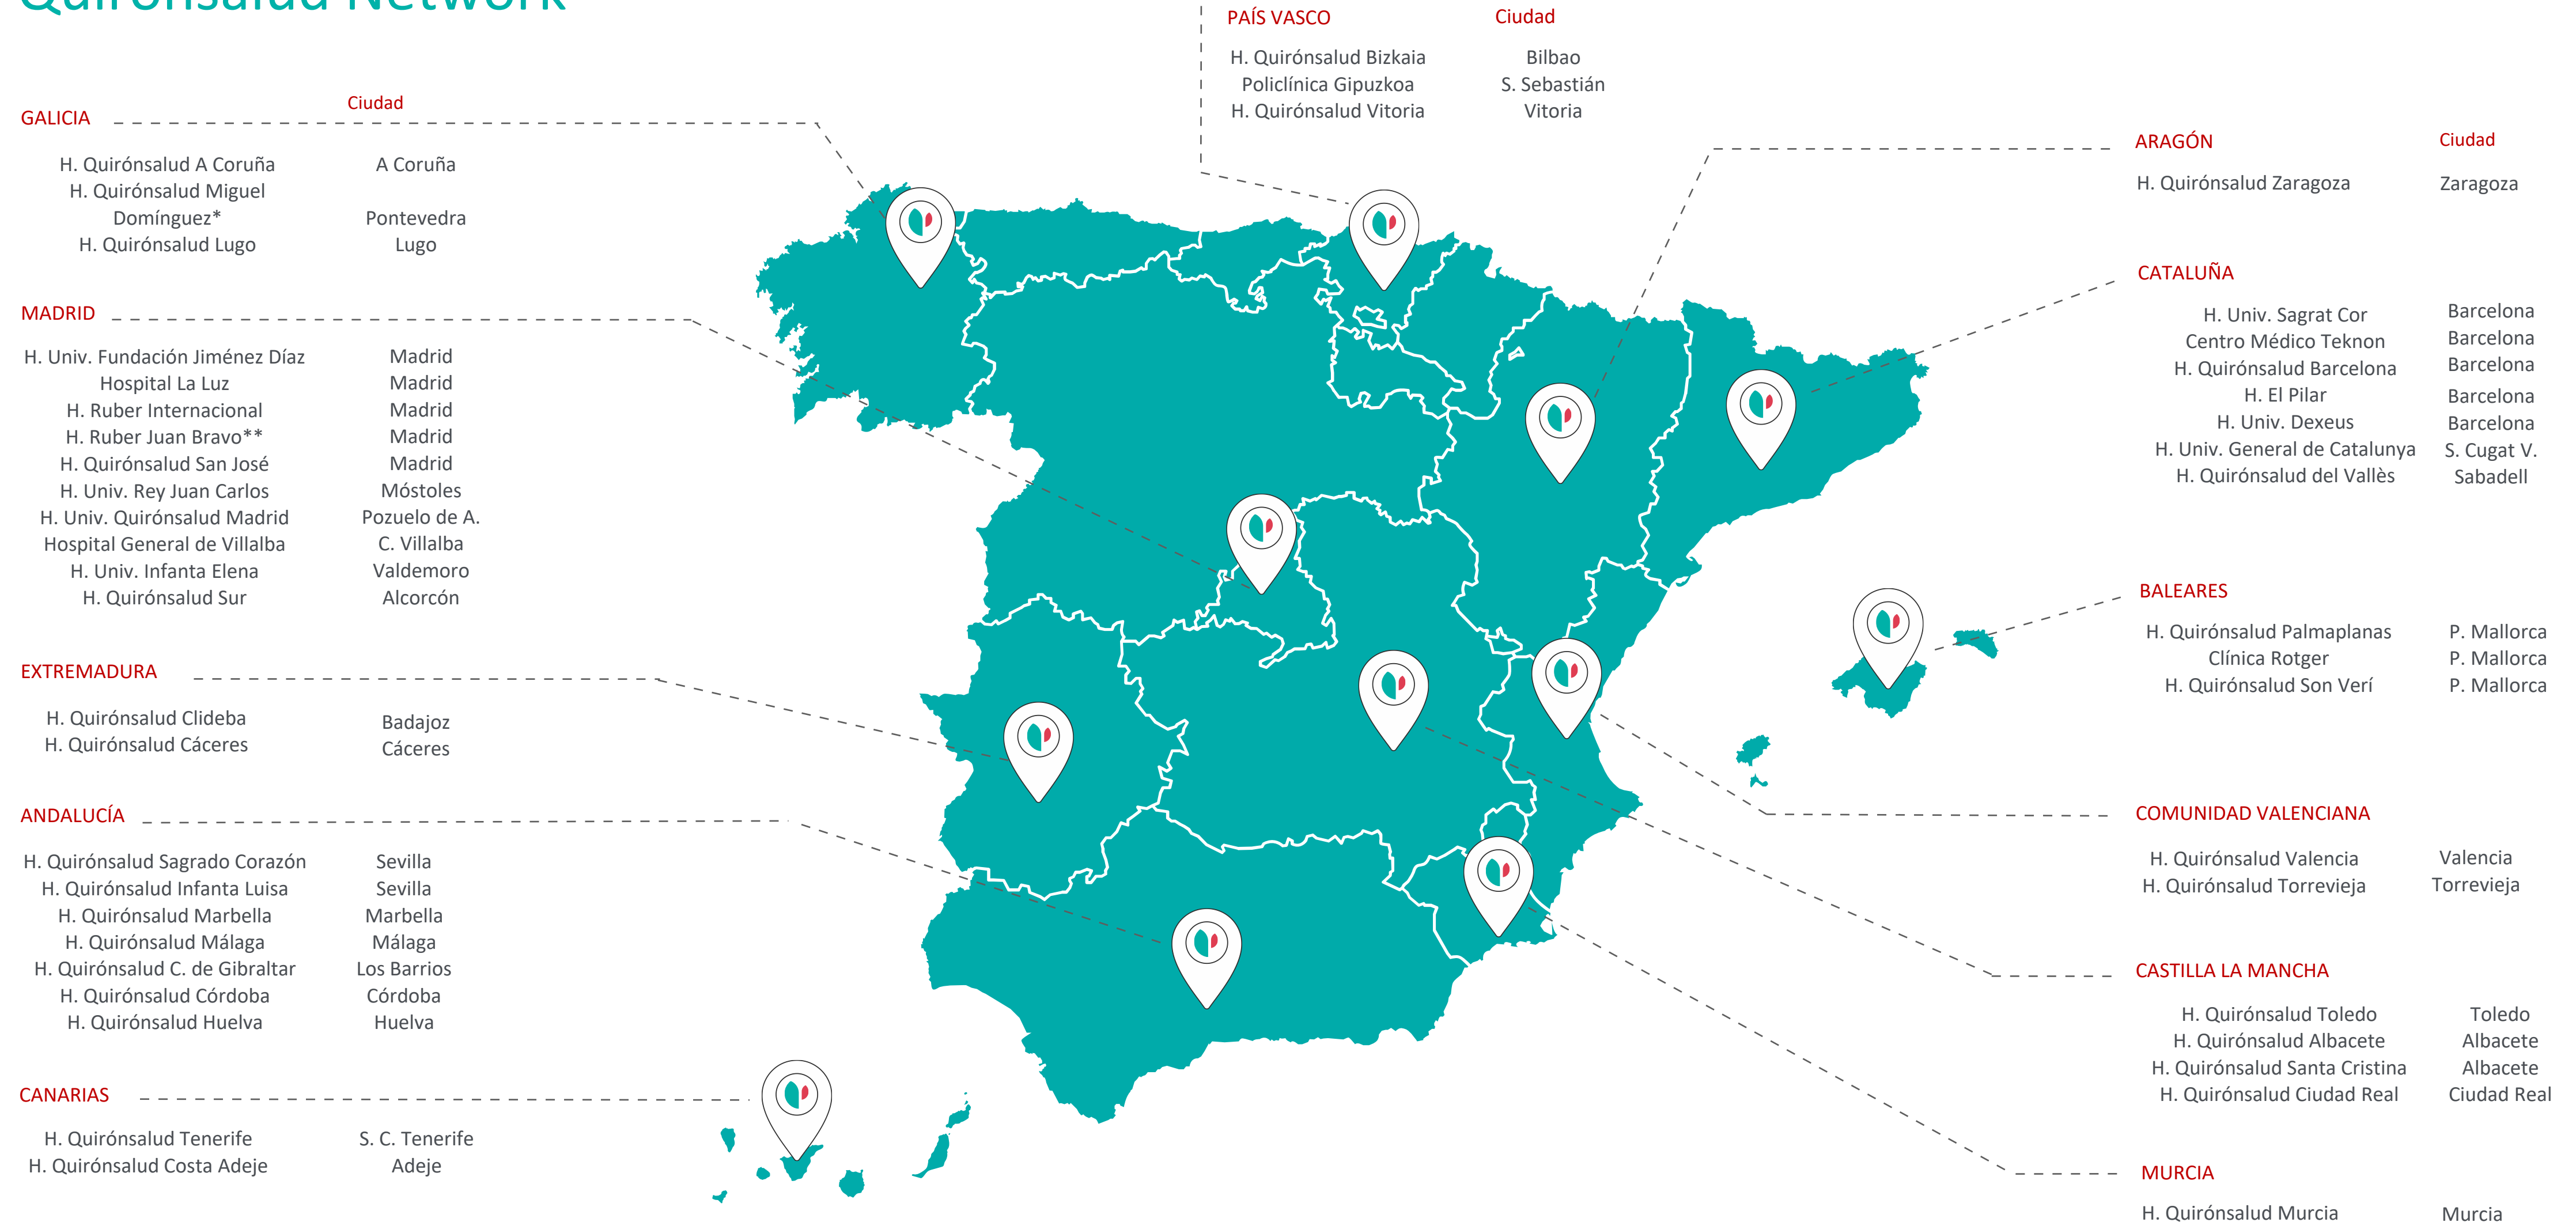 Quirónsalud Network
PAÍS VASCO Ciudad
H. Quirónsalud Bizkaia Bilbao
Policlínica Gipuzkoa S. Sebastián
H. Quirónsalud Vitoria Vitoria
GALICIA Ciudad
H. Quirónsalud A Coruña A Coruña
H. Quirónsalud Miguel
Domínguez* Pontevedra
H. Quirónsalud Lugo Lugo
MADRID
H. Univ. Fundación Jiménez Díaz Madrid
Hospital La Luz Madrid
H. Ruber Internacional Madrid
H. Ruber Juan Bravo** Madrid
H. Quirónsalud San José Madrid
H. Univ. Rey Juan Carlos Móstoles
H. Univ. Quirónsalud Madrid Pozuelo de A.
Hospital General de Villalba C. Villalba
H. Univ. Infanta Elena Valdemoro
H. Quirónsalud Sur Alcorcón
EXTREMADURA
H. Quirónsalud Clideba Badajoz
H. Quirónsalud Cáceres Cáceres
ANDALUCÍA
H. Quirónsalud Sagrado Corazón Sevilla
H. Quirónsalud Infanta Luisa Sevilla
H. Quirónsalud Marbella Marbella
H. Quirónsalud Málaga Málaga
H. Quirónsalud C. de Gibraltar Los Barrios
H. Quirónsalud Córdoba Córdoba
H. Quirónsalud Huelva Huelva
CANARIAS
H. Quirónsalud Tenerife S. C. Tenerife
H. Quirónsalud Costa Adeje Adeje
ARAGÓN Ciudad
H. Quirónsalud Zaragoza Zaragoza
CATALUÑA
H. Univ. Sagrat Cor Barcelona
Centro Médico Teknon Barcelona
H. Quirónsalud Barcelona Barcelona
H. El Pilar Barcelona
H. Univ. Dexeus Barcelona
H. Univ. General de Catalunya S. Cugat V.
H. Quirónsalud del Vallès Sabadell
BALEARES
H. Quirónsalud Palmaplanas P. Mallorca
Clínica Rotger P. Mallorca
H. Quirónsalud Son Verí P. Mallorca
COMUNIDAD VALENCIANA
H. Quirónsalud Valencia Valencia
H. Quirónsalud Torrevieja Torrevieja
CASTILLA LA MANCHA
H. Quirónsalud Toledo Toledo
H. Quirónsalud Albacete Albacete
H. Quirónsalud Santa Cristina Albacete
H. Quirónsalud Ciudad Real Ciudad Real
MURCIA
H. Quirónsalud Murcia Murcia